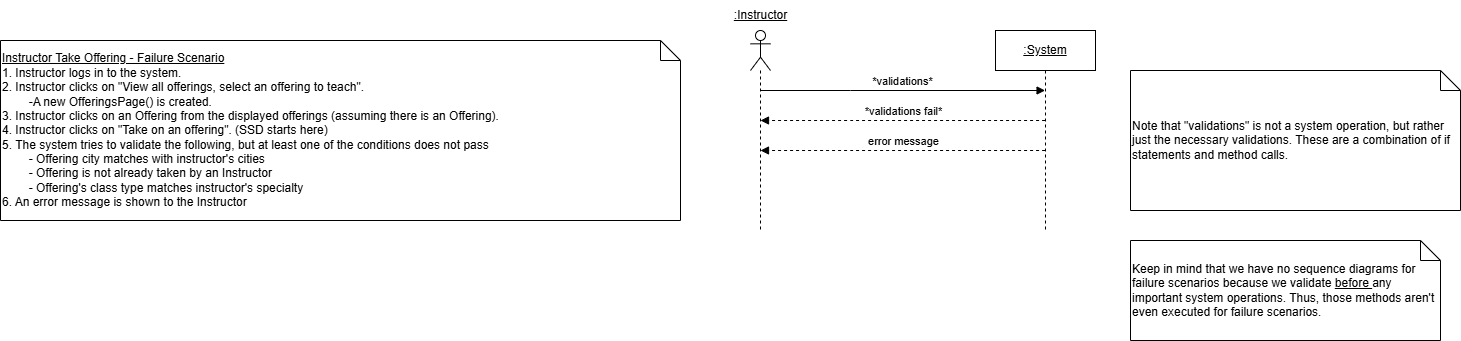 Instructor Take Offering - Failure Scenario
1. Instructor logs in to the system.
2. Instructor clicks on "View all offerings, select an offering to teach".
-A new OfferingsPage() is created.
3. Instructor clicks on an Offering from the displayed offerings (assuming there is an Offering).
4. Instructor clicks on "Take on an offering". (SSD starts here)
5. The system tries to validate the following, but at least one of the conditions does not pass
- Offering city matches with instructor's cities
- Offering is not already taken by an Instructor
- Offering's class type matches instructor's specialty
6. An error message is shown to the Instructor
:Instructor
:System
*validations*
*validations fail*
error message
Note that "validations" is not a system operation, but rather
just the necessary validations. These are a combination of if
statements and method calls.
Keep in mind that we have no sequence diagrams for
failure scenarios because we validate before any
important system operations. Thus, those methods aren't
even executed for failure scenarios.